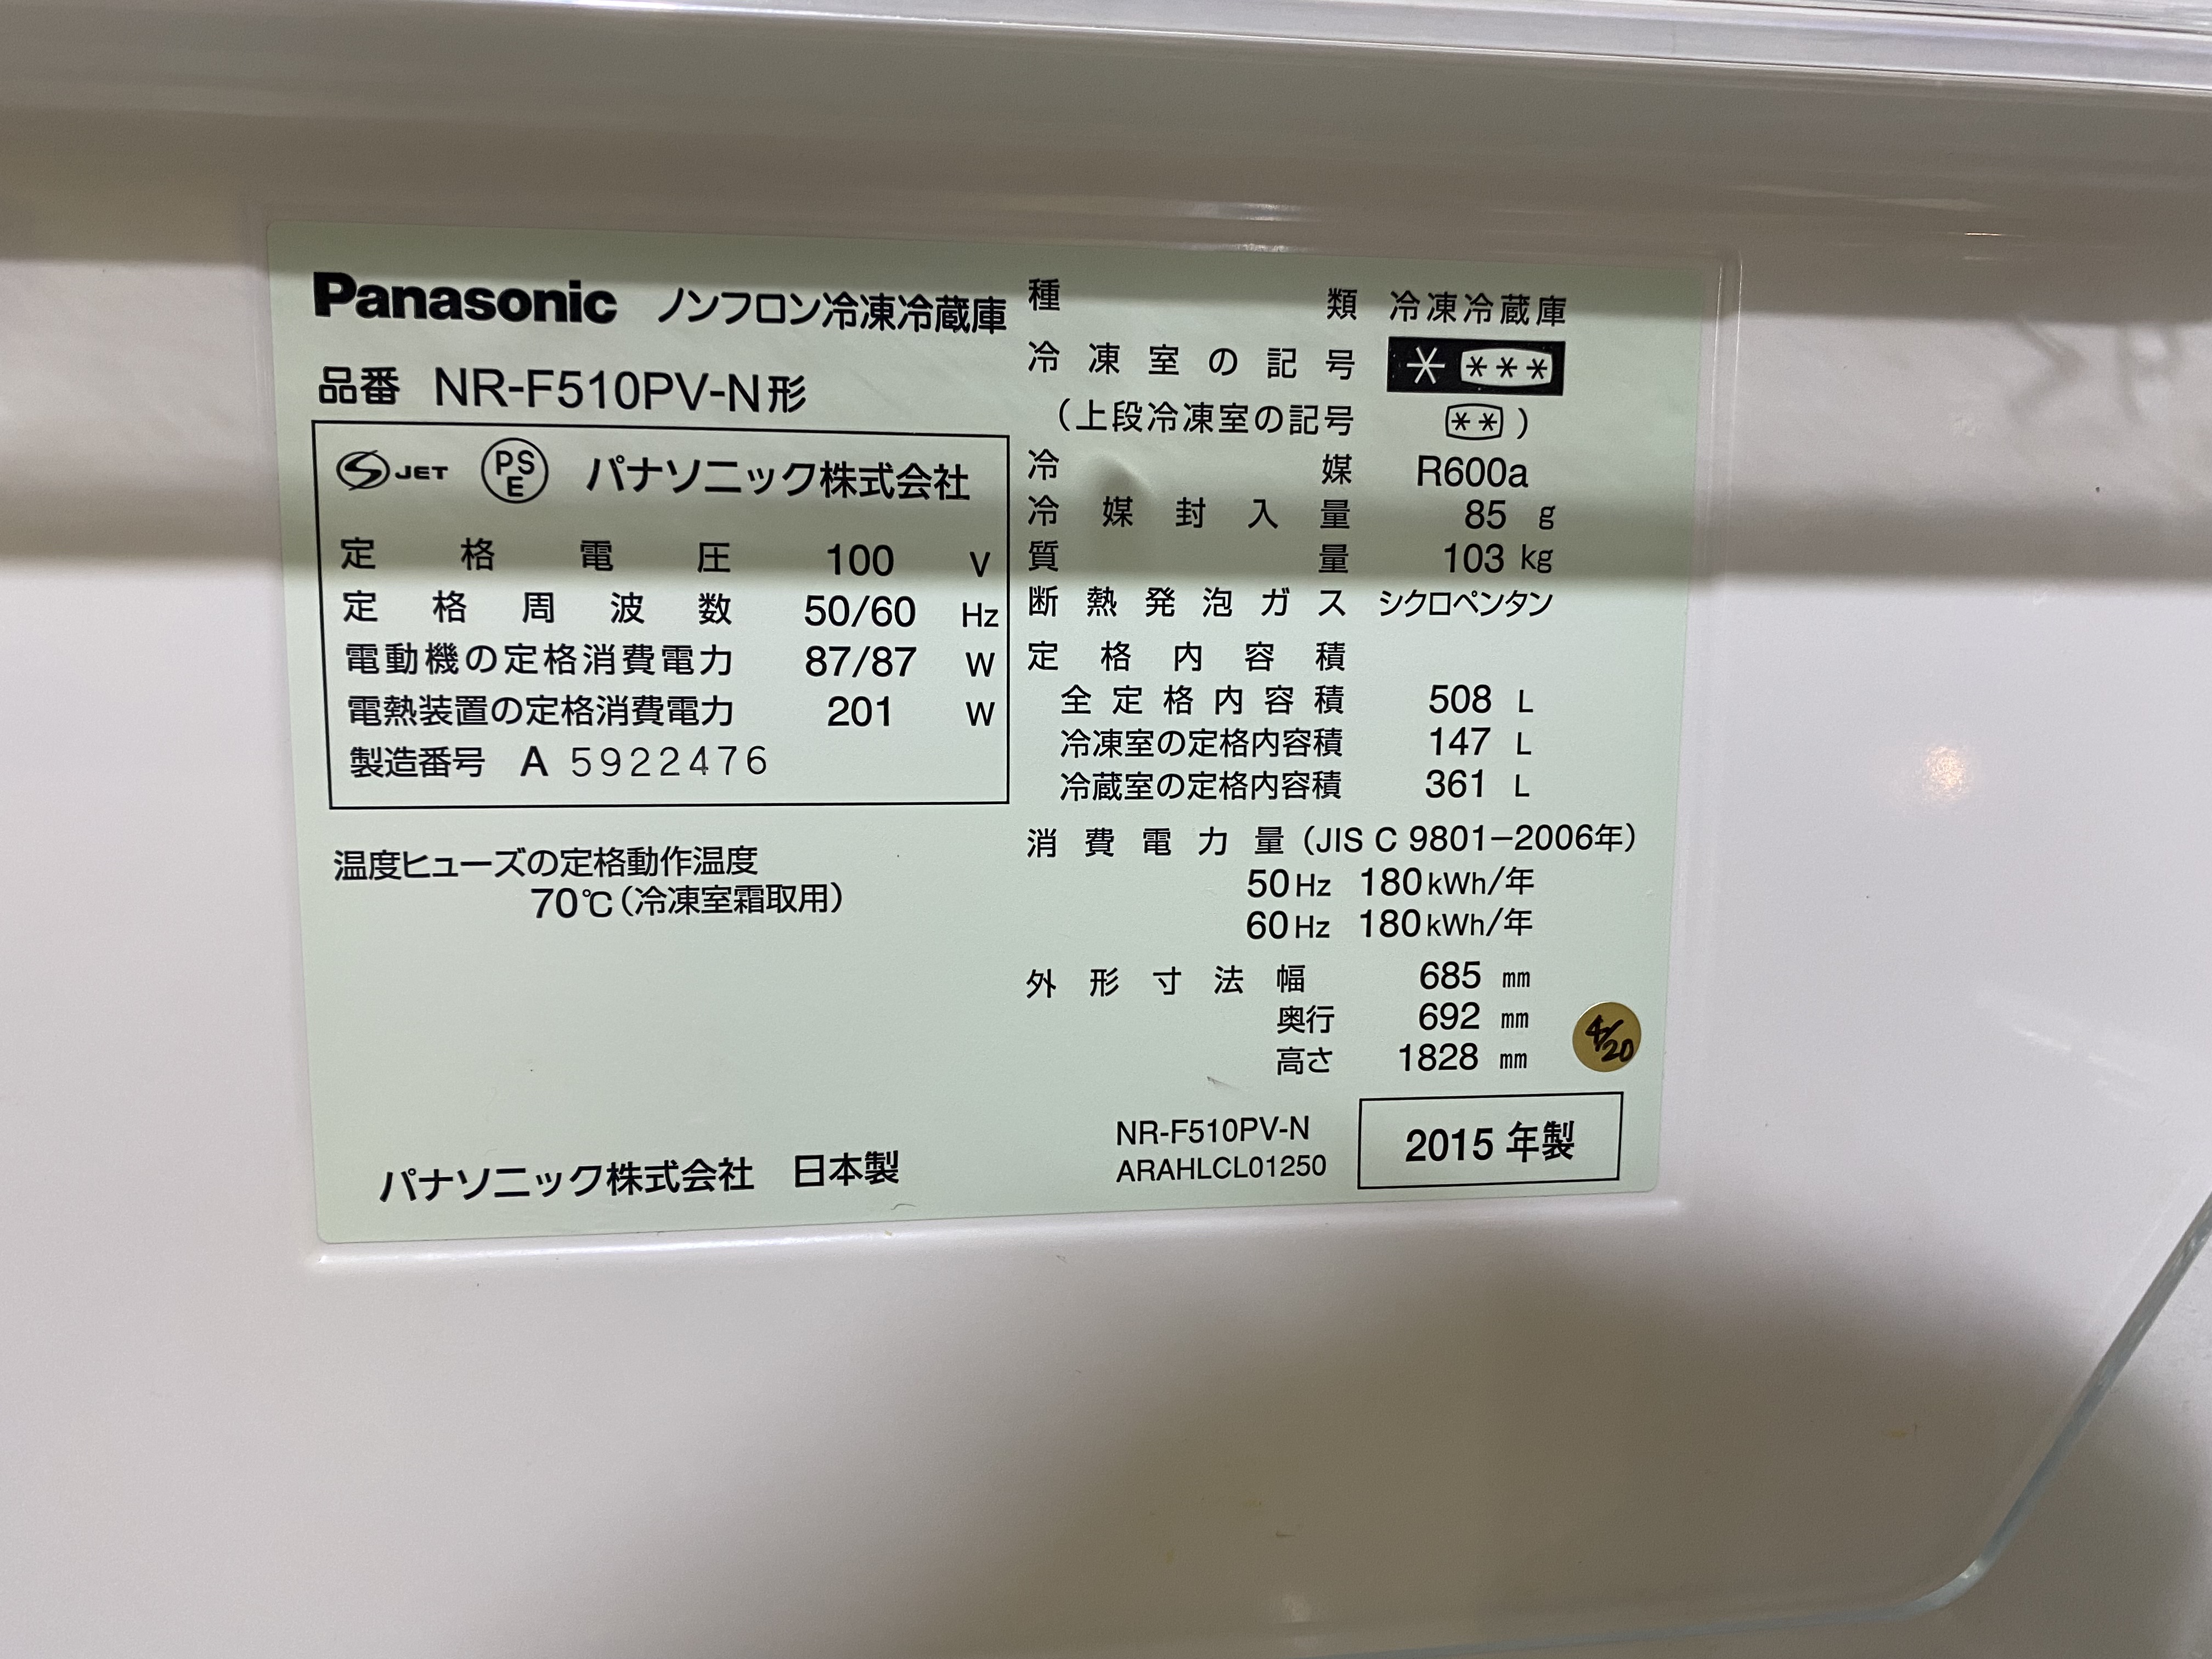 Panasonic ノンフロン冷凍冷蔵庫
品番 NR-F510PV-N形
S JET PSE パナソニック株式会社
定格電圧 100 V
定格周波数 50/60 Hz
電動機の定格消費電力 87/87 W
電熱装置の定格消費電力 201 W
製造番号 A 5922476
温度ヒューズの定格動作温度
70℃(冷凍室霜取用)
パナソニック株式会社 日本製
種類 冷凍冷蔵庫
冷凍室の記号 * ***
(上段冷凍室の記号 **)
冷媒 R600a
冷媒封入量 85 g
質量 103 kg
断熱発泡ガス シクロペンタン
定格内容積
全定格内容積 508 L
冷凍室の定格内容積 147 L
冷蔵室の定格内容積 361 L
消費電力量(JIS C 9801-2006年)
50Hz 180kWh/年
60Hz 180kWh/年
外形寸法幅 685 mm
奥行 692 mm
高さ 1828 mm
4/20
NR-F510PV-N
ARAHLCL01250
2015年製